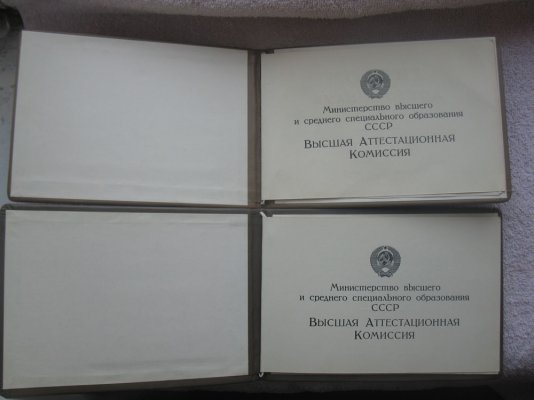 Министерство высшего
и среднего специального образования
СССР
Высшая Аттестационная
Комиссия
Министерство высшего
и среднего специального образования
СССР
Высшая Аттестационная
Комиссия